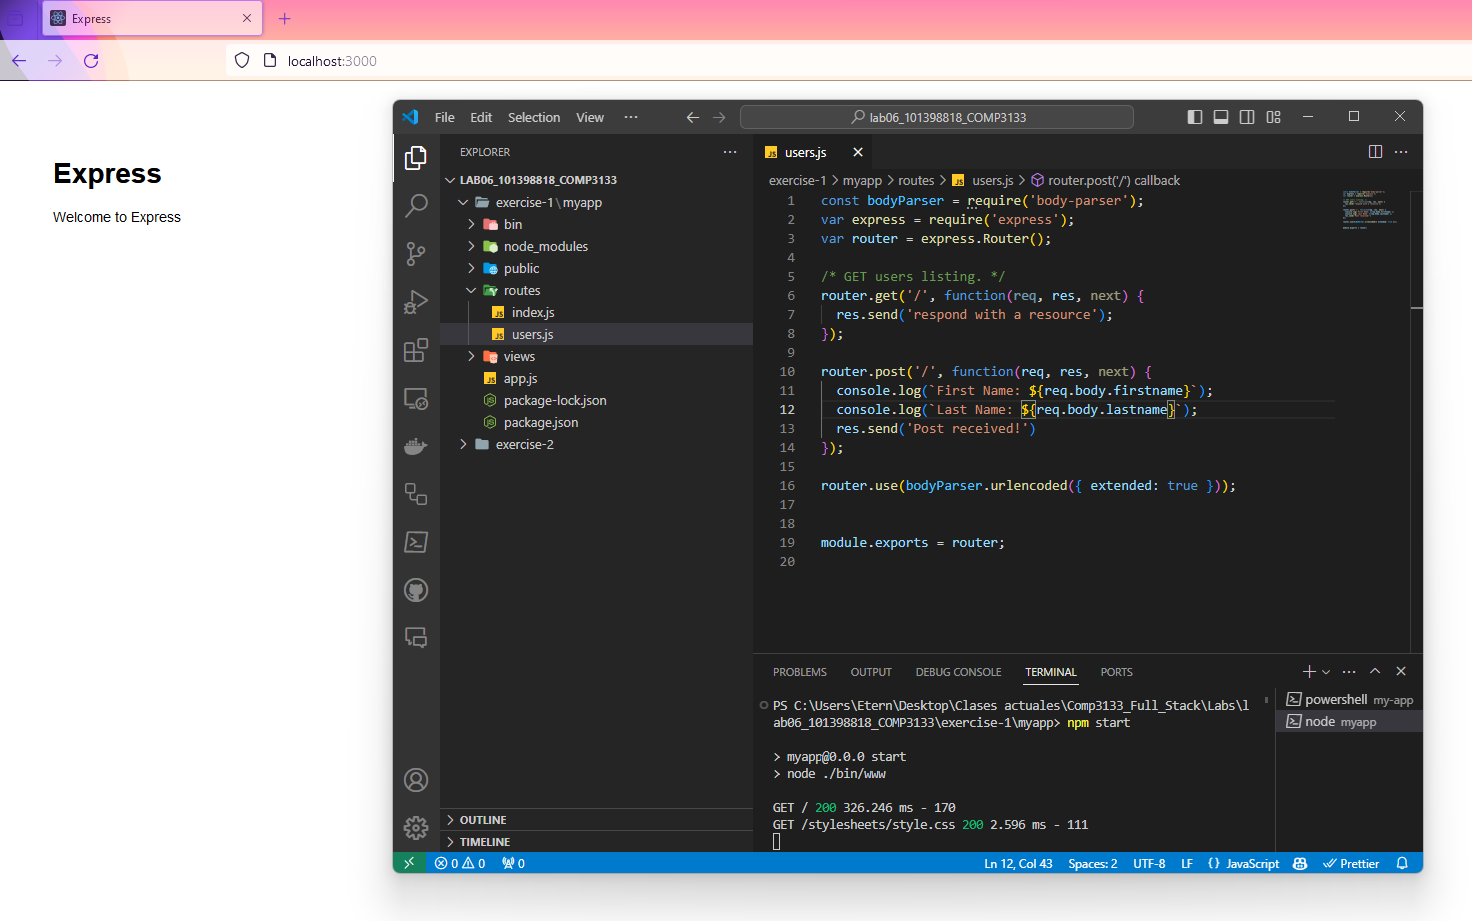 Express
localhost:3000
Express
Welcome to Express
File Edit Selection View ··· lab06_101398818_COMP3133
EXPLORER
LAB06_101398818_COMP3133
exercise-1\myapp
bin
node_modules
public
routes
index.js
users.js
views
app.js
package-lock.json
package.json
exercise-2
OUTLINE
TIMELINE
users.js
exercise-1 > myapp > routes > users.js > router.post('/') callback
1 const bodyParser = require('body-parser');
2 var express = require('express');
3 var router = express.Router();
4
5 /* GET users listing. */
6 router.get('/', function(req, res, next) {
7 res.send('respond with a resource');
8 });
9
10 router.post('/', function(req, res, next) {
11 console.log(`First Name: ${req.body.firstname}`);
12 console.log(`Last Name: ${req.body.lastname}`);
13 res.send('Post received!')
14 });
15
16 router.use(bodyParser.urlencoded({ extended: true }));
17
18
19 module.exports = router;
20
PROBLEMS OUTPUT DEBUG CONSOLE TERMINAL PORTS
PS C:\Users\Etern\Desktop\Clases actuales\Comp3133_Full_Stack\Labs\l
ab06_101398818_COMP3133\exercise-1\myapp> npm start
> myapp@0.0.0 start
> node ./bin/www
GET / 200 326.246 ms - 170
GET /stylesheets/style.css 200 2.596 ms - 111
powershell my-app
node myapp
0 0 0 Ln 12, Col 43 Spaces: 2 UTF-8 LF {} JavaScript Prettier